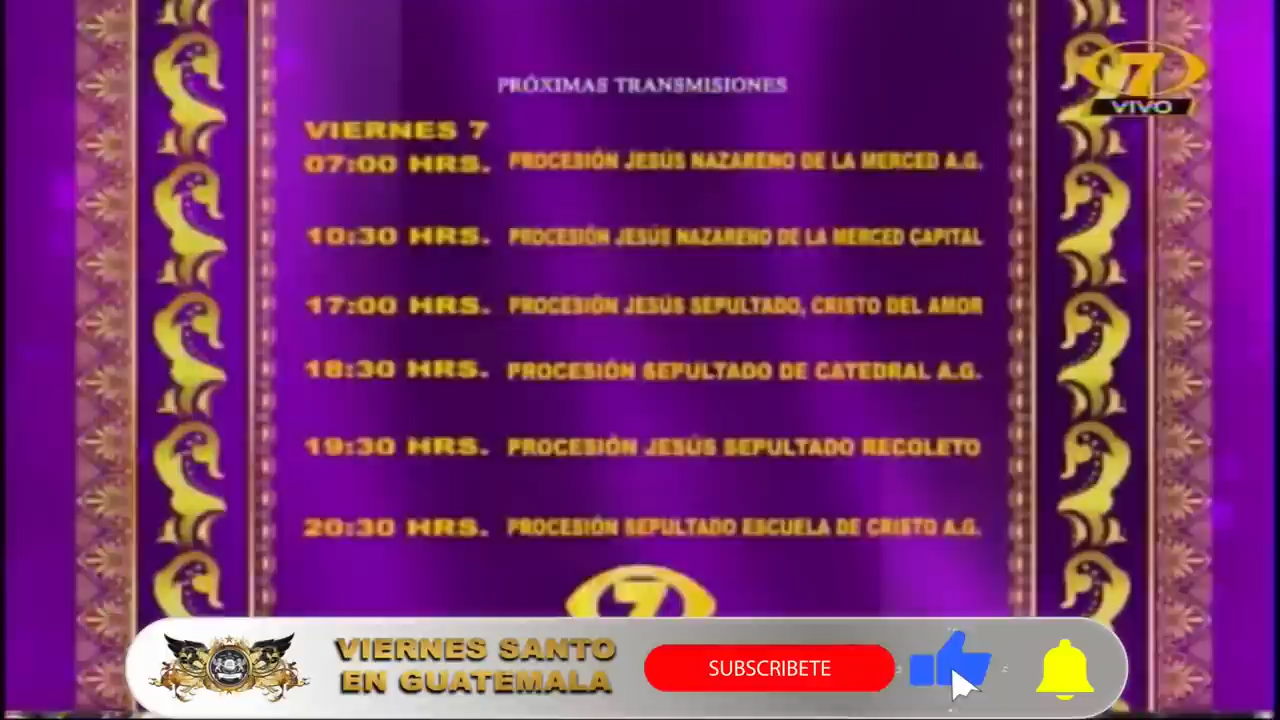 PRÓXIMAS TRANSMISIONES
7
VIVO
VIERNES 7
07:00 HRS. PROCESIÓN JESÚS NAZARENO DE LA MERCED A.G.
10:30 HRS. PROCESIÓN JESÚS NAZARENO DE LA MERCED CAPITAL
17:00 HRS. PROCESIÓN JESÚS SEPULTADO, CRISTO DEL AMOR
18:30 HRS. PROCESIÓN SEPULTADO DE CATEDRAL A.G.
19:30 HRS. PROCESIÓN JESÚS SEPULTADO RECOLETO
20:30 HRS. PROCESIÓN SEPULTADO ESCUELA DE CRISTO A.G.
7
VIERNES SANTO
EN GUATEMALA
SUBSCRIBETE